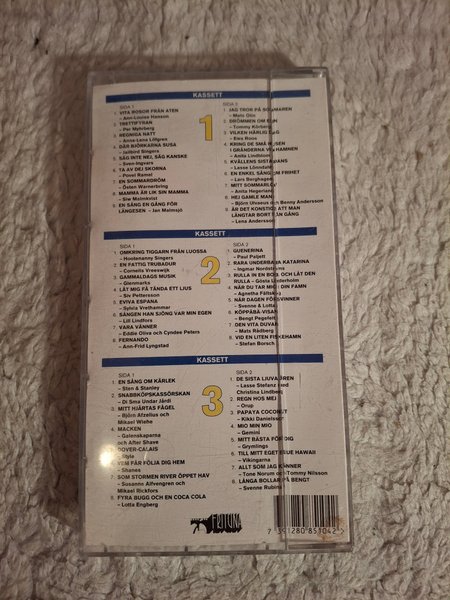 KASSETT
SIDA 1
1. VITA ROSOR FRÅN ATEN
– Ann-Louise Hanson
2. TRETTIFYRAN
– Per Myhrberg
3. REGNIGA NATT
– Anna-Lena Löfgren
4. DÄR BJÖRKARNA SUSA
– Jailbird Singers
5. SÄG INTE NEJ, SÄG KANSKE
– Sven-Ingvars
6. TA AV DEJ SKORNA
– Povel Ramel
7. EN SOMMARDRÖM
– Östen Warnerbring
8. MAMMA ÄR LIK SIN MAMMA
– Siw Malmkvist
9. EN SÅNG EN GÅNG FÖR
LÄNGESEN – Jan Malmsjö
1
SIDA 2
1. JAG TROR PÅ SOMMAREN
– Mats Olin
2. DRÖMMEN OM ELIN
– Tommy Körberg
3. VILKEN HÄRLIG DAG
– Ewa Roos
4. KRING DE SMÅ HUSEN
I GRÄNDERNA VID HAMNEN
– Anita Lindblom
5. KVÄLLENS SISTA DANS
– Lasse Lönndahl
6. EN ENKEL SÅNG OM FRIHET
– Lars Berghagen
7. MITT SOMMARLOV
– Anita Hegerland
8. HEJ GAMLE MAN
– Björn Ulvaeus och Benny Andersson
9. ÄR DET KONSTIGT ATT MAN
LÄNGTAR BORT NÅN GÅNG
– Lena Andersson
KASSETT
SIDA 1
1. OMKRING TIGGARN FRÅN LUOSSA
– Hootenanny Singers
2. EN FATTIG TRUBADUR
– Cornelis Vreeswijk
3. GAMMALDAGS MUSIK
– Glenmarks
4. LÅT MIG FÅ TÄNDA ETT LJUS
– Siv Pettersson
5. EVIVA ESPANA
– Sylvia Vrethammar
6. SÅNGEN HAN SJÖNG VAR MIN EGEN
– Lill Lindfors
7. VARA VÄNNER
– Eddie Oliva och Cyndee Peters
8. FERNANDO
– Ann-Frid Lyngstad
2
SIDA 2
1. GUENERINA
– Paul Paljett
2. RARA UNDERBARA KATARINA
– Ingmar Nordströms
3. RULLA IN EN BOLL OCH LÅT DEN
RULLA – Gösta Linderholm
4. NÄR DU TAR MIG I DIN FAMN
– Agnetha Fältskog
5. NÄR DAGEN FÖRSVINNER
– Svenne & Lotta
6. KÖPPÄBÄVISAN
– Bengt Pegefelt
7. DEN VITA DUVAN
– Mats Rådberg
8. VID EN LITEN FISKEHAMN
– Stefan Borsch
KASSETT
SIDA 1
1. EN SÅNG OM KÄRLEK
– Sten & Stanley
2. SNABBKÖPSKASSÖRSKAN
– Di Sma Undar Jårdi
3. MITT HJÄRTAS FÅGEL
– Björn Afzelius och
Mikael Wiehe
4. MACKEN
– Galenskaparna
och After Shave
5. DOVER-CALAIS
– Style
6. VEM FÅR FÖLJA DIG HEM
– Shanes
7. SOM STORMEN RIVER ÖPPET HAV
– Susanne Alfvengren och
Mikael Rickfors
8. FYRA BUGG OCH EN COCA COLA
– Lotta Engberg
3
SIDA 2
1. DE SISTA LJUVA ÅREN
– Lasse Stefanz med
Christina Lindberg
2. REGN HOS MEJ
– Orup
3. PAPAYA COCONUT
– Kikki Danielsson
4. MIO MIN MIO
– Gemini
5. MITT BÄSTA FÖR DIG
– Grymlings
6. TILL MITT EGET BLUE HAWAII
– Vikingarna
7. ALLT SOM JAG KÄNNER
– Tone Norum och Tommy Nilsson
8. LÅNGA BOLLAR PÅ BENGT
– Svenne Rubins
FRITUNA
7 391280 851042